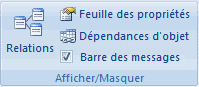 Relations
Feuille des propriétés
Dépendances d'objet
Barre des messages
Afficher/Masquer